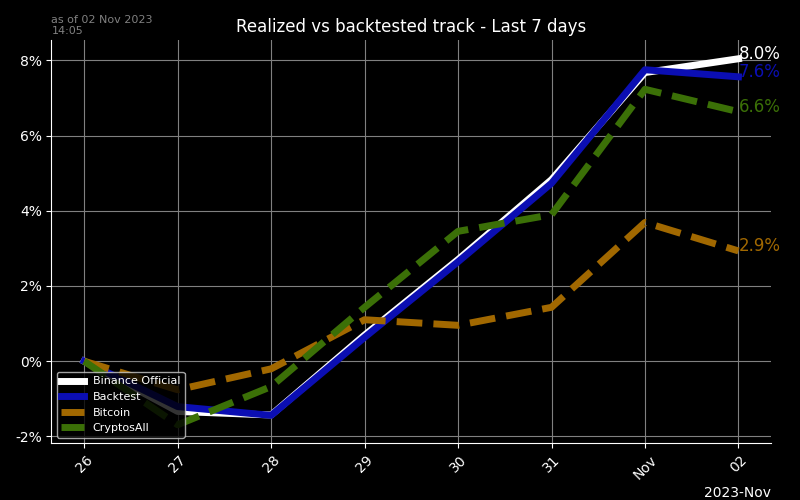 as of 02 Nov 2023
14:05
Realized vs backtested track - Last 7 days
8%
6%
4%
2%
0%
-2%
8.0%
7.6%
6.6%
2.9%
Binance Official
Backtest
Bitcoin
CryptosAll
26
27
28
29
30
31
Nov
02
2023-Nov